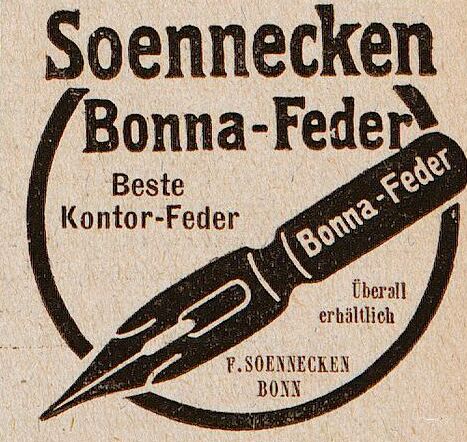 Soennecken
Bonna-Feder
Beste
Kontor-Feder
Bonna-Feder
Überall
erhältlich
F. SOENNECKEN
BONN